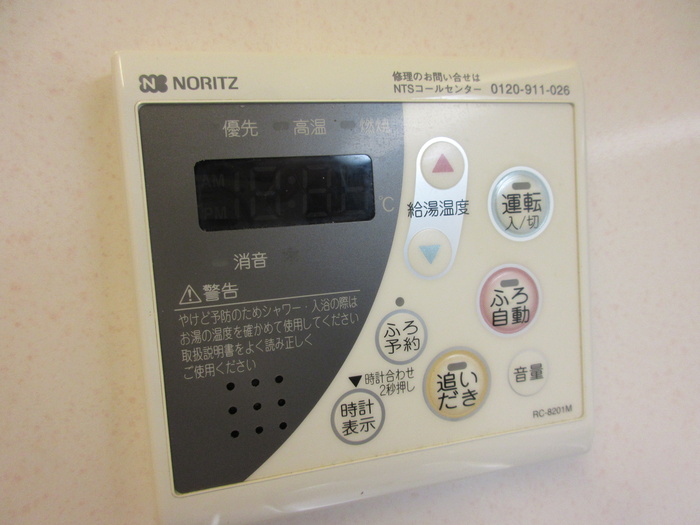 NORITZ
修理のお問い合せは
NTSコールセンター 0120-911-026
優先 高温 燃焼
AM
PM
℃
給湯温度
運転
入/切
消音
警告
やけど予防のためシャワー・入浴の際は
お湯の温度を確かめて使用してください
取扱説明書をよく読み正しく
ご使用ください
ふろ
自動
ふろ
予約
▼時計合わせ
2秒押し
時計
表示
追い
だき
音量
RC-8201M